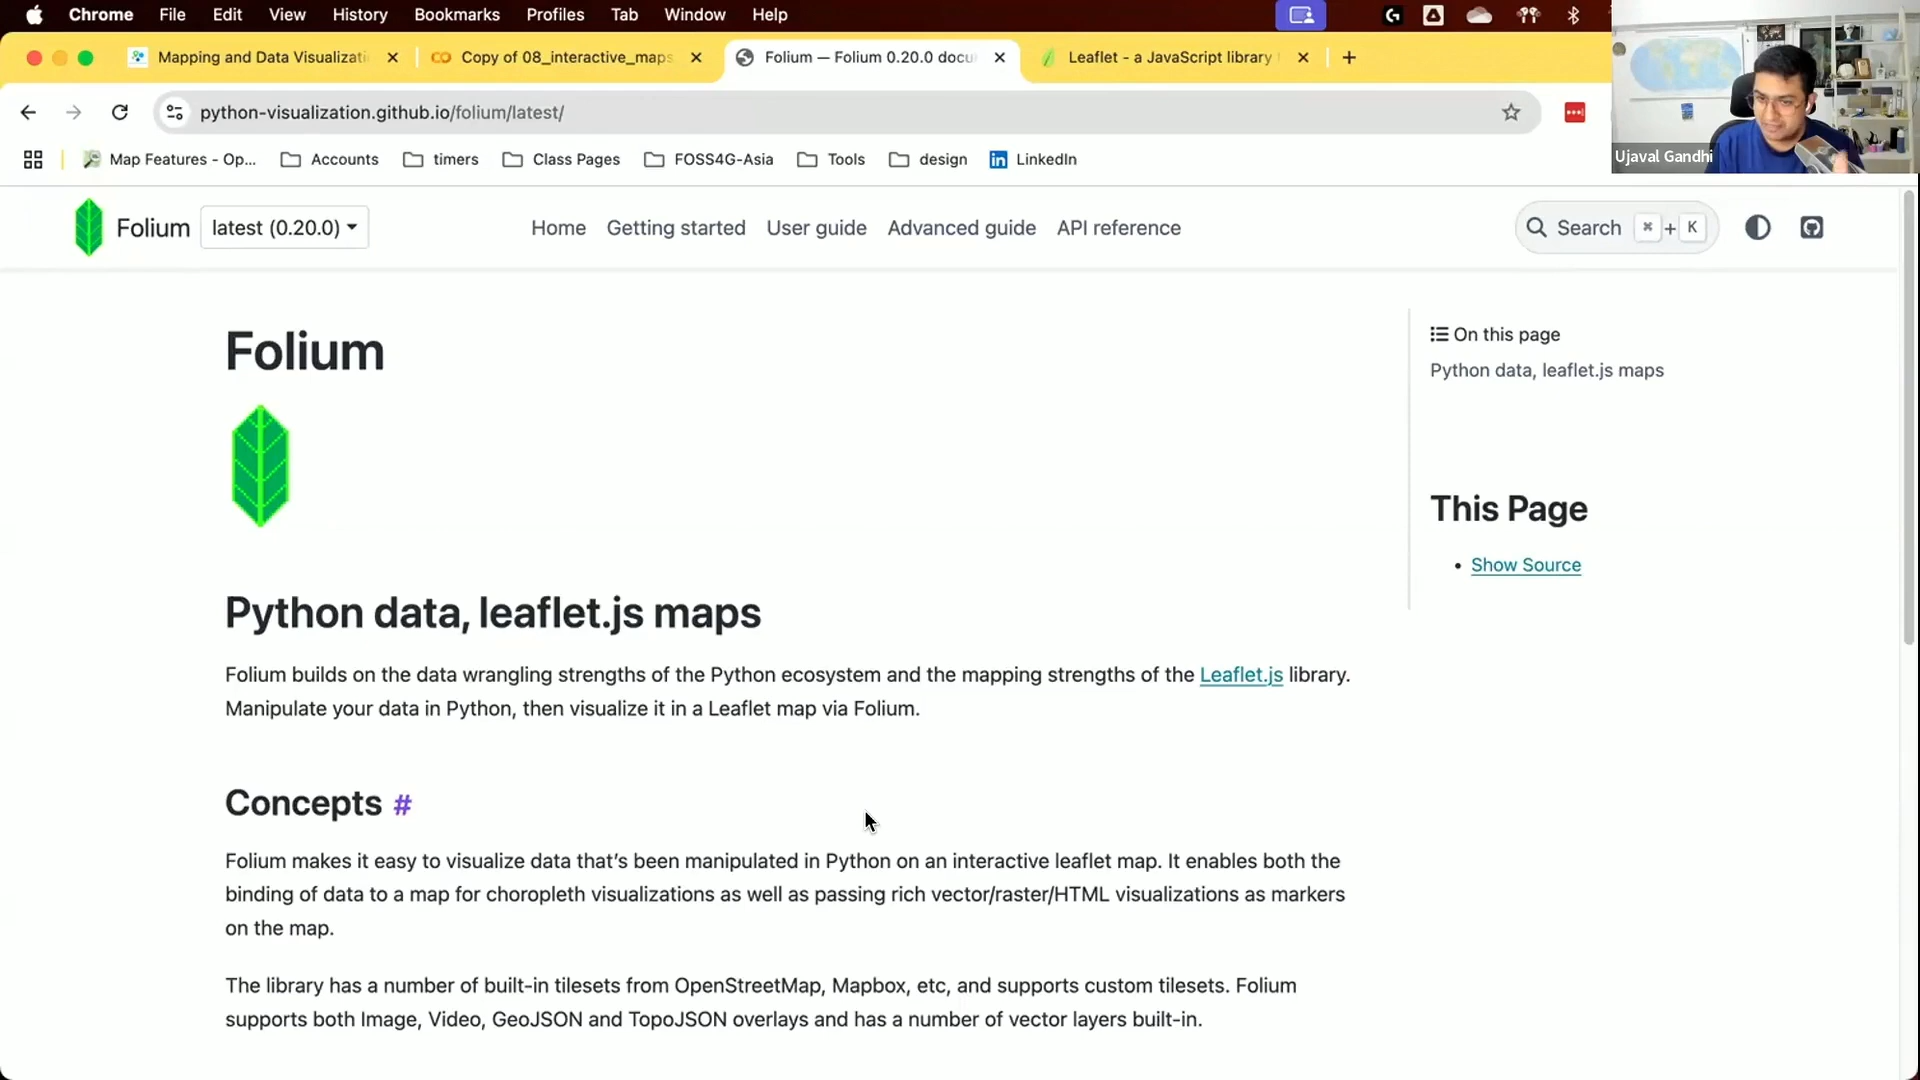 Chrome File Edit View History Bookmarks Profiles Tab Window Help
Mapping and Data Visualizati
Copy of 08_interactive_maps
Folium — Folium 0.20.0 docu
Leaflet - a JavaScript library
python-visualization.github.io/folium/latest/
Map Features - Op... Accounts timers Class Pages FOSS4G-Asia Tools design LinkedIn
Ujaval Gandhi
Folium latest (0.20.0) Home Getting started User guide Advanced guide API reference Search ⌘ + K
Folium
On this page
Python data, leaflet.js maps
This Page
Show Source
Python data, leaflet.js maps
Folium builds on the data wrangling strengths of the Python ecosystem and the mapping strengths of the Leaflet.js library.
Manipulate your data in Python, then visualize it in a Leaflet map via Folium.
Concepts #
Folium makes it easy to visualize data that’s been manipulated in Python on an interactive leaflet map. It enables both the
binding of data to a map for choropleth visualizations as well as passing rich vector/raster/HTML visualizations as markers
on the map.
The library has a number of built-in tilesets from OpenStreetMap, Mapbox, etc, and supports custom tilesets. Folium
supports both Image, Video, GeoJSON and TopoJSON overlays and has a number of vector layers built-in.